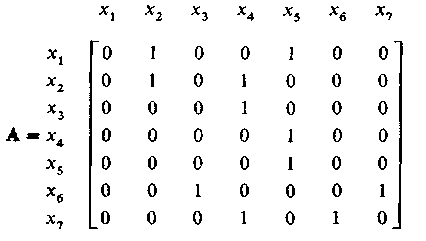 x₁ x₂ x₃ x₄ x₅ x₆ x₇
x₁ 0 1 0 0 1 0 0
x₂ 0 1 0 1 0 0 0
x₃ 0 0 0 1 0 0 0
A = x₄ 0 0 0 0 1 0 0
x₅ 0 0 0 0 1 0 0
x₆ 0 0 1 0 0 0 1
x₇ 0 0 0 1 0 1 0